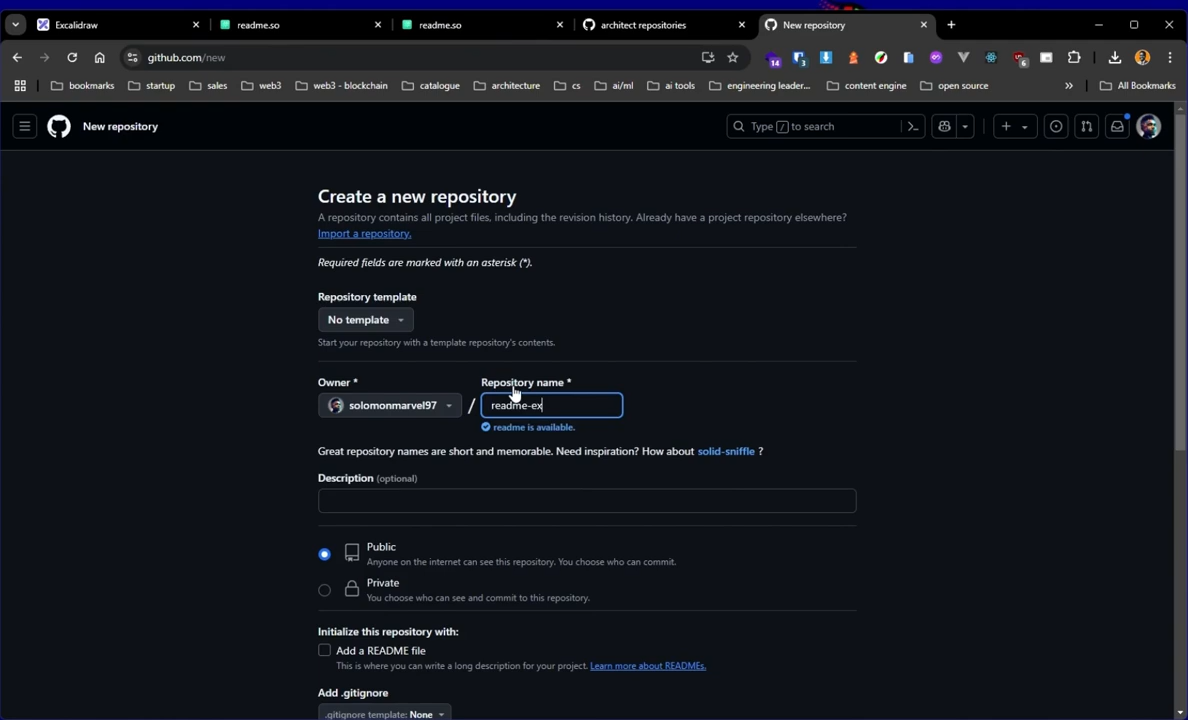 Excalidraw
readme.so
readme.so
architect repositories
New repository
github.com/new
14
3
6
bookmarks
startup
sales
web3
web3 - blockchain
catalogue
architecture
cs
ai/ml
ai tools
engineering leader...
content engine
open source
»
All Bookmarks
New repository
Type / to search
Create a new repository
A repository contains all project files, including the revision history. Already have a project repository elsewhere?
Import a repository.
Required fields are marked with an asterisk (*).
Repository template
No template
Start your repository with a template repository's contents.
Owner *
Repository name *
solomonmarvel97
/
readme-ex
readme is available.
Great repository names are short and memorable. Need inspiration? How about solid-sniffle ?
Description (optional)
Public
Anyone on the internet can see this repository. You choose who can commit.
Private
You choose who can see and commit to this repository.
Initialize this repository with:
Add a README file
This is where you can write a long description for your project. Learn more about READMEs.
Add .gitignore
.gitignore template: None